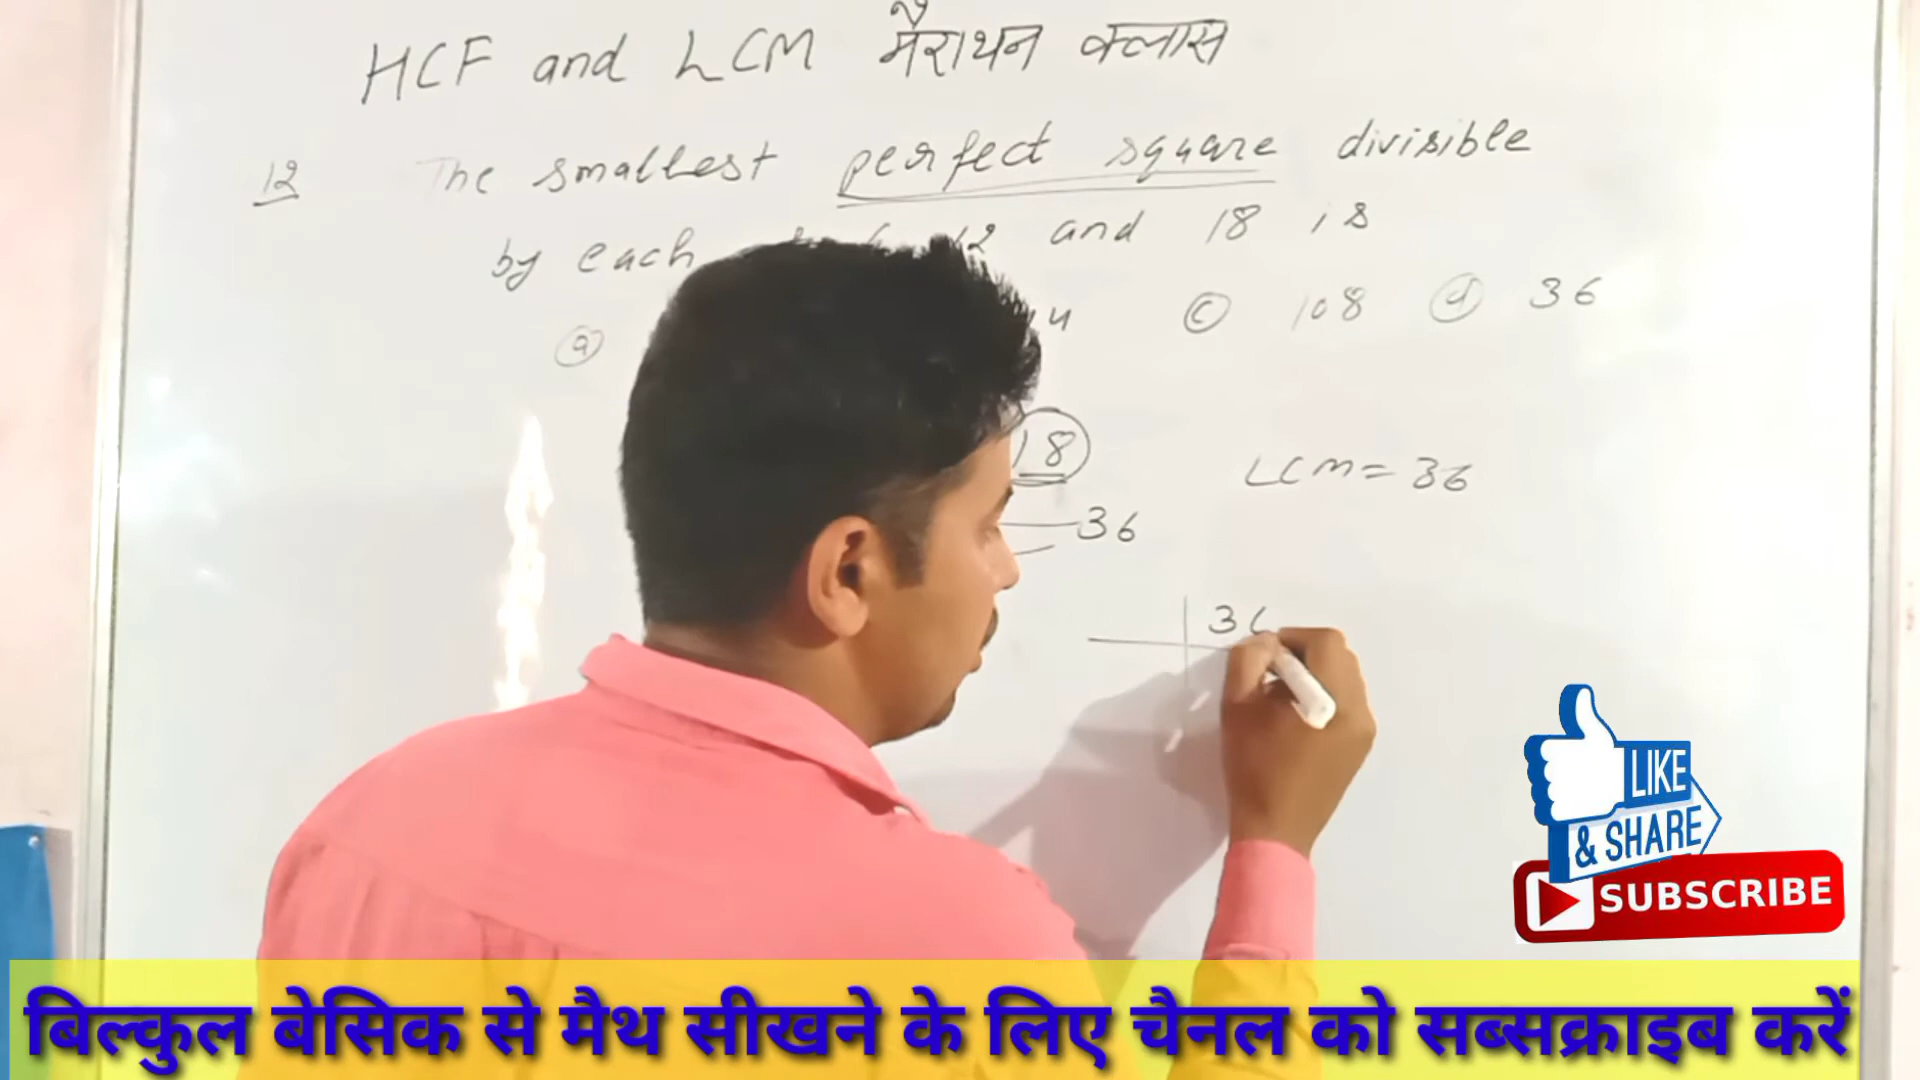 HCF and LCM मैराथन क्लास
12 The smallest perfect square divisible
by each 12 and 18 is
(a) (c) 108 (d) 36
18 LCM = 36
36
36
LIKE
& SHARE
SUBSCRIBE
बिल्कुल बेसिक से मैथ सीखने के लिए चैनल को सब्सक्राइब करें